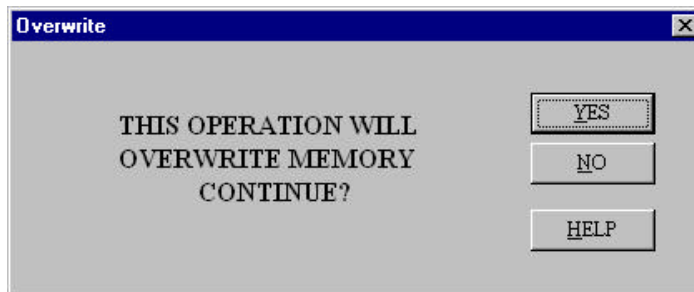 Overwrite
THIS OPERATION WILL
OVERWRITE MEMORY
CONTINUE?
YES
NO
HELP